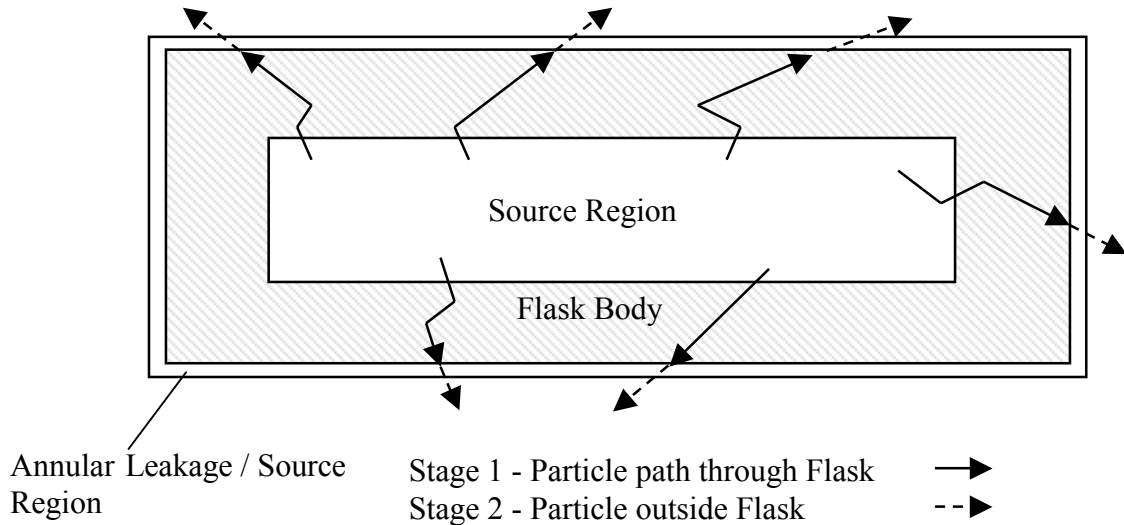 Source Region
Flask Body
Annular Leakage / Source
Region
Stage 1 - Particle path through Flask
Stage 2 - Particle outside Flask